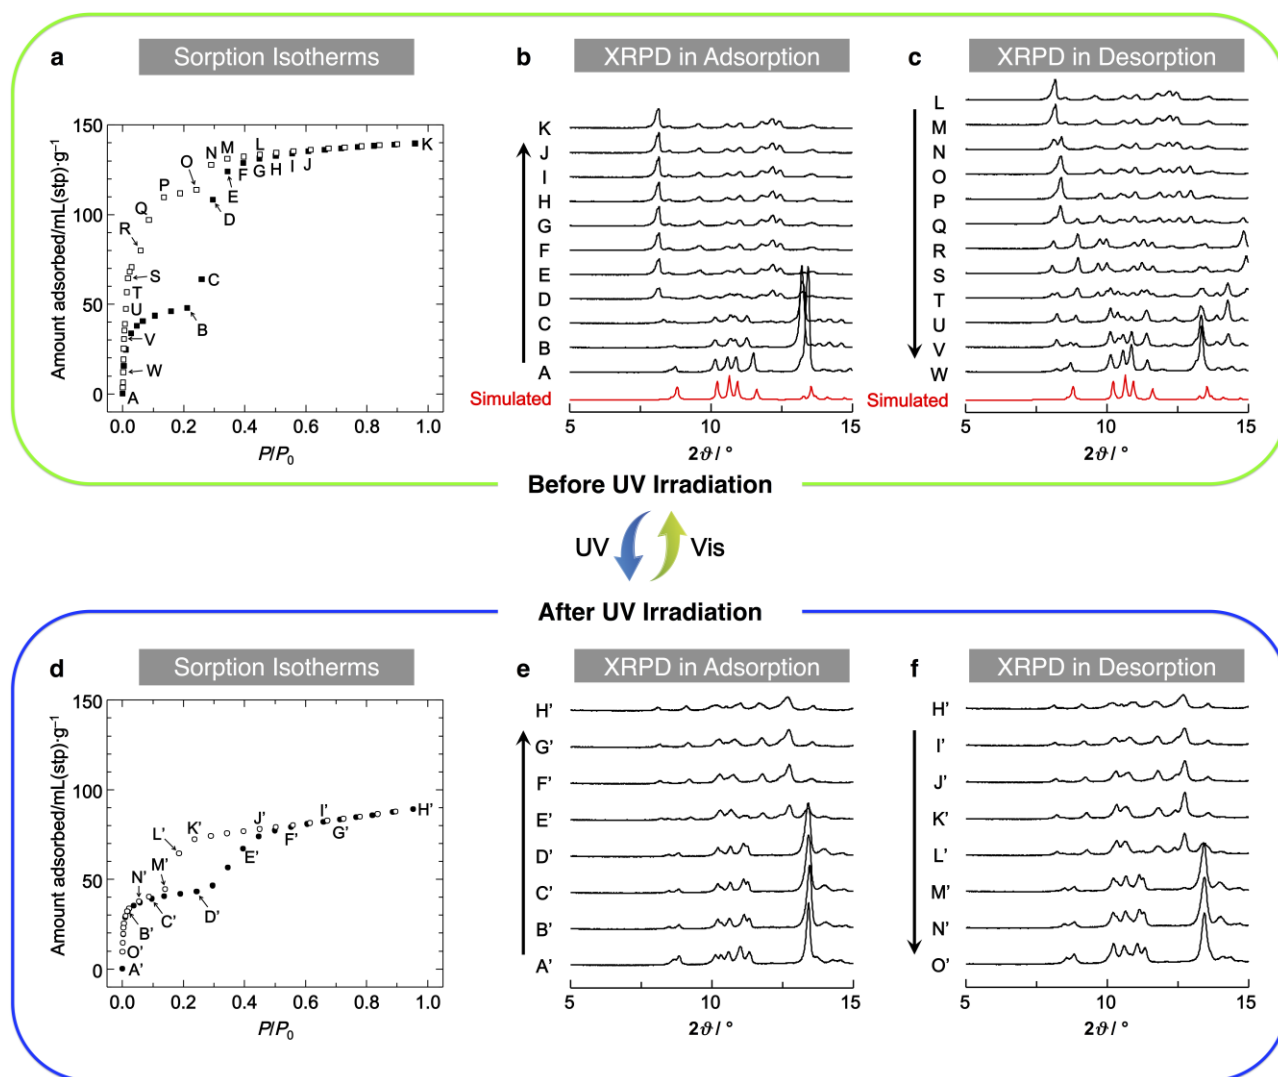 a Sorption Isotherms
b XRPD in Adsorption
c XRPD in Desorption
Amount adsorbed/mL(stp)·g⁻¹
150
100
50
0
0.0 0.2 0.4 0.6 0.8 1.0
P/P₀
A
B
C
D
E
F
G
H
I
J
K
L
M
N
O
P
Q
R
S
T
U
V
W
K
J
I
H
G
F
E
D
C
B
A
Simulated
5 10 15
2ϑ / °
L
M
N
O
P
Q
R
S
T
U
V
W
Simulated
5 10 15
2ϑ / °
Before UV Irradiation
UV Vis
After UV Irradiation
d Sorption Isotherms
e XRPD in Adsorption
f XRPD in Desorption
Amount adsorbed/mL(stp)·g⁻¹
150
100
50
0
0.0 0.2 0.4 0.6 0.8 1.0
P/P₀
A’
B’
C’
D’
E’
F’
G’
H’
I’
J’
K’
L’
M’
N’
O’
H’
G’
F’
E’
D’
C’
B’
A’
5 10 15
2ϑ / °
H’
I’
J’
K’
L’
M’
N’
O’
5 10 15
2ϑ / °